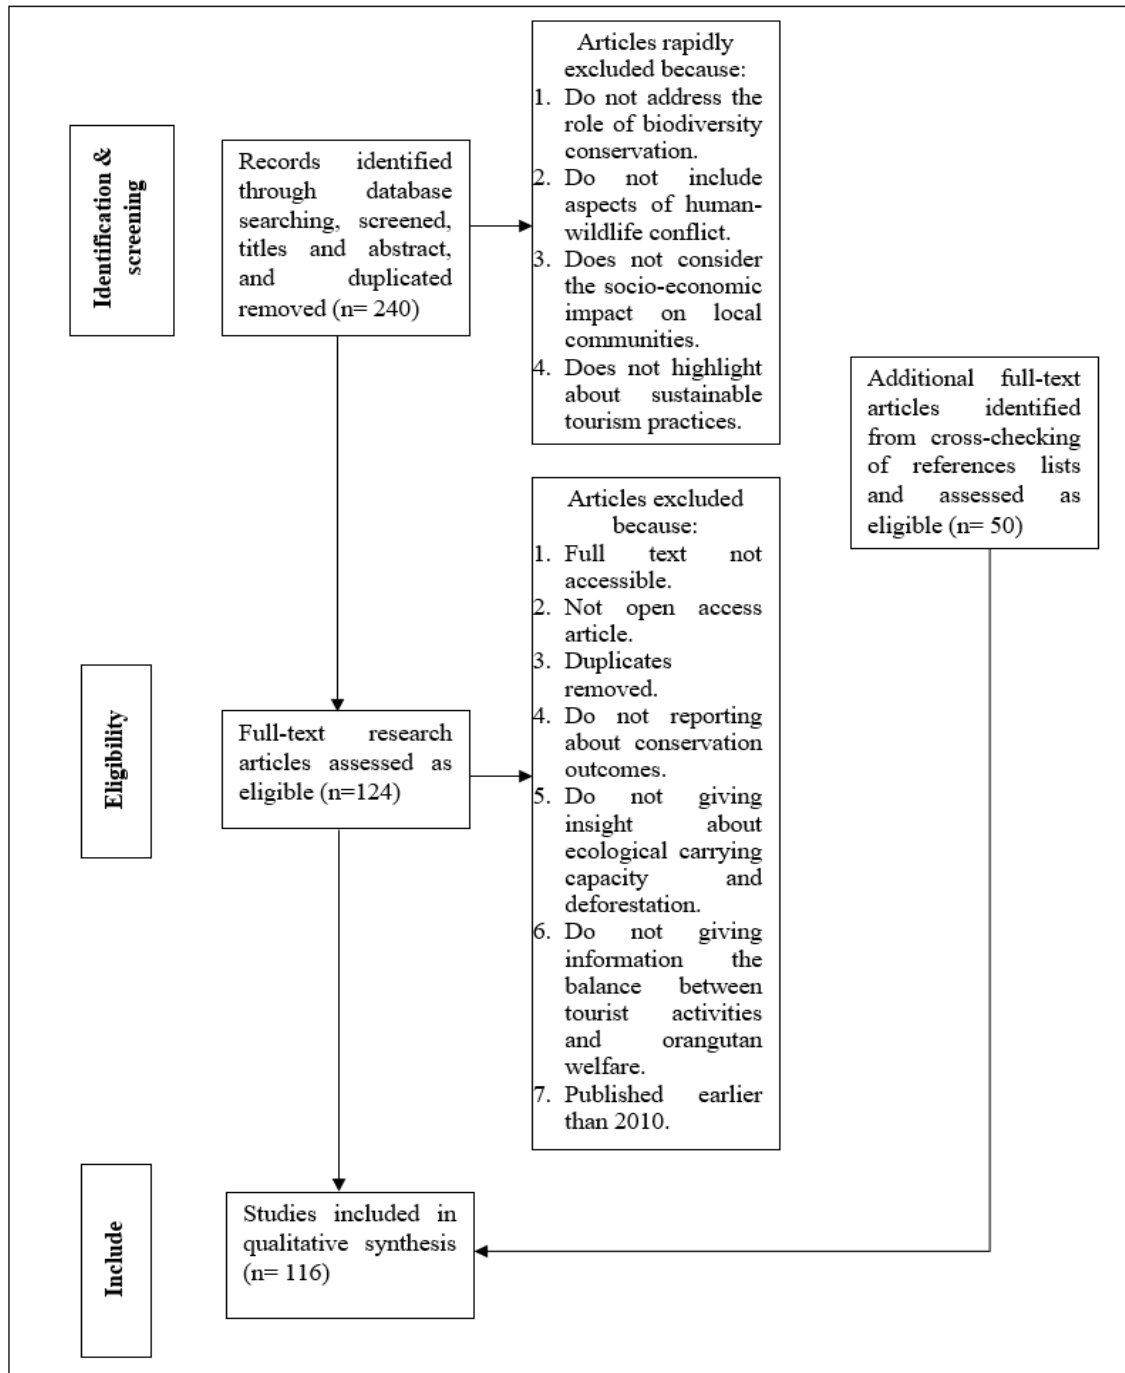 Identification &
screening
Records identified
through database
searching, screened,
titles and abstract,
and duplicated
removed (n= 240)
Articles rapidly
excluded because:
1. Do not address the
role of biodiversity
conservation.
2. Do not include
aspects of human-
wildlife conflict.
3. Does not consider
the socio-economic
impact on local
communities.
4. Does not highlight
about sustainable
tourism practices.
Additional full-text
articles identified
from cross-checking
of references lists
and assessed as
eligible (n= 50)
Eligibility
Full-text research
articles assessed as
eligible (n=124)
Articles excluded
because:
1. Full text not
accessible.
2. Not open access
article.
3. Duplicates
removed.
4. Do not reporting
about conservation
outcomes.
5. Do not giving
insight about
ecological carrying
capacity and
deforestation.
6. Do not giving
information the
balance between
tourist activities
and orangutan
welfare.
7. Published earlier
than 2010.
Include
Studies included in
qualitative synthesis
(n= 116)